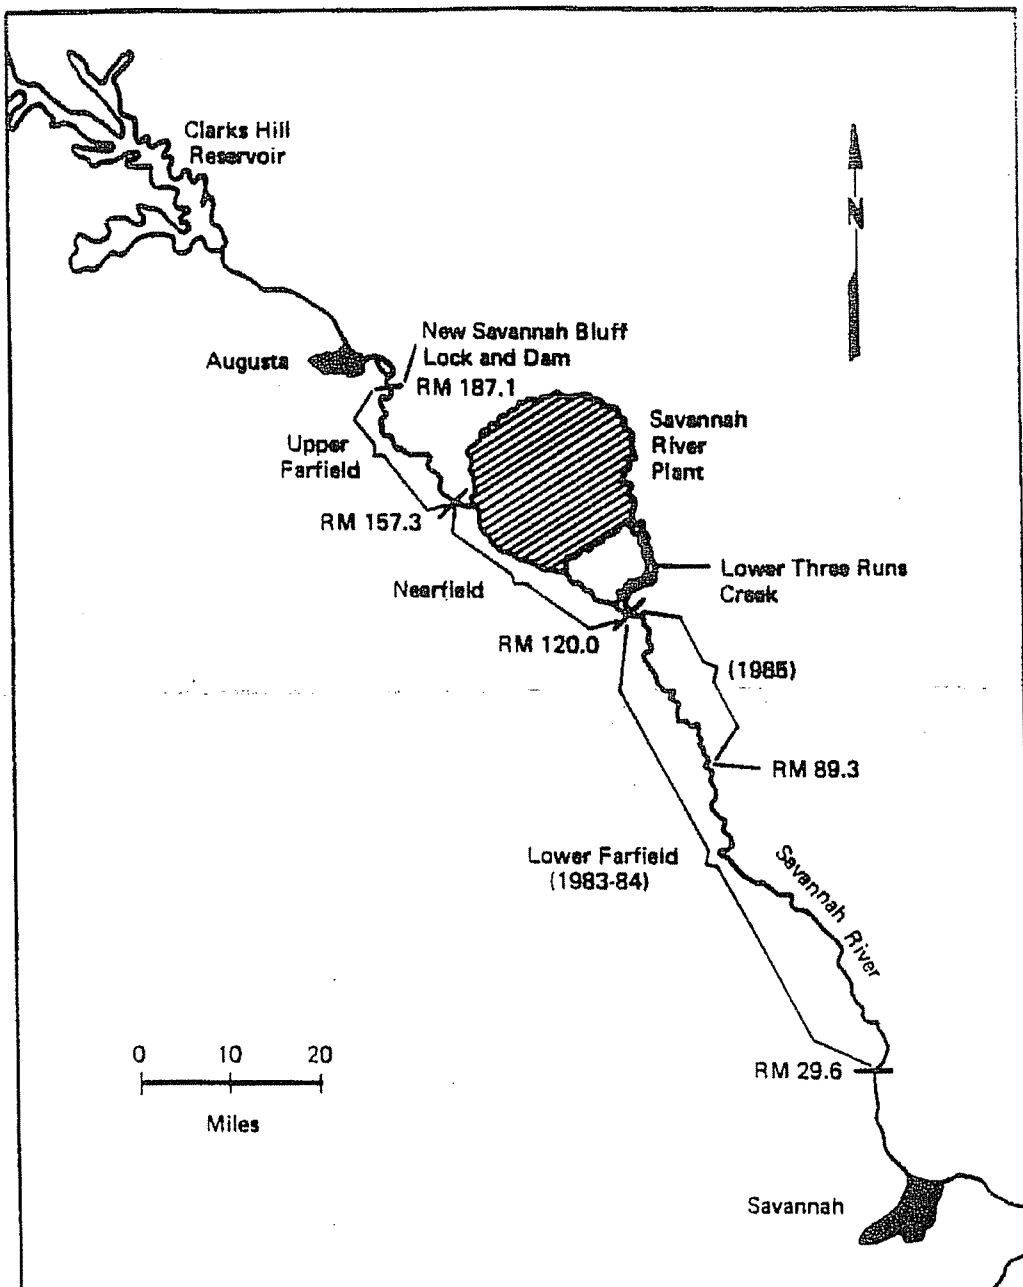 Clarks Hill
Reservoir
N
New Savannah Bluff
Lock and Dam
Augusta
RM 187.1
Savannah
River
Plant
Upper
Farfield
RM 157.3
Lower Three Runs
Creek
Nearfield
RM 120.0
(1985)
RM 89.3
Lower Farfield
(1983-84)
Savannah River
0 10 20
Miles
RM 29.6
Savannah